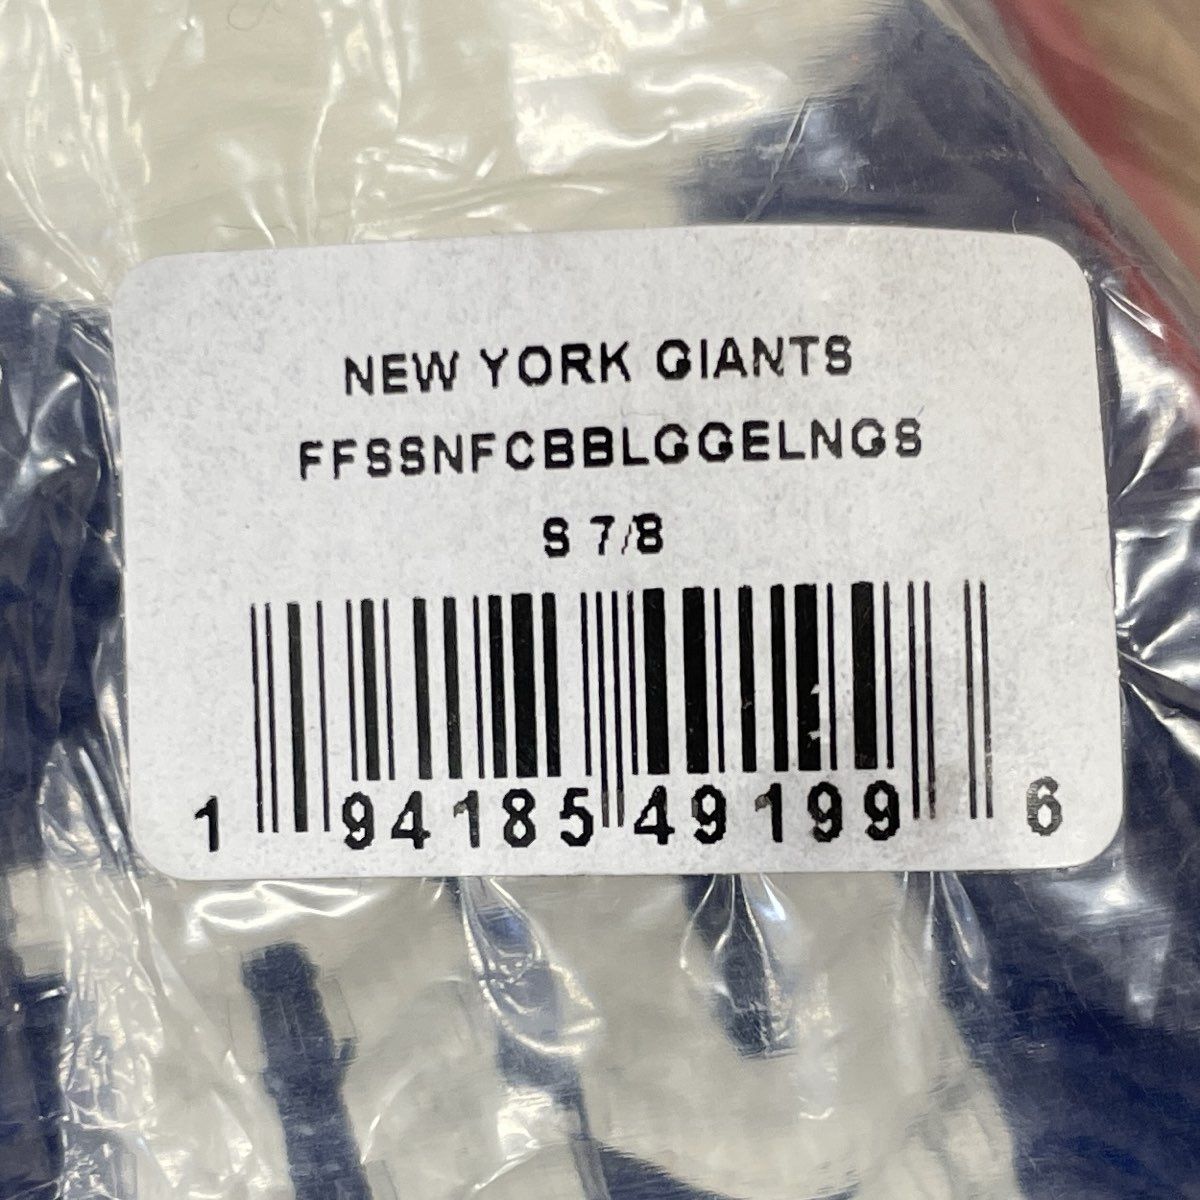 NEW YORK GIANTS
FFSSNFCBBLGGELNGS
S 7/8
1 94185 49199 6